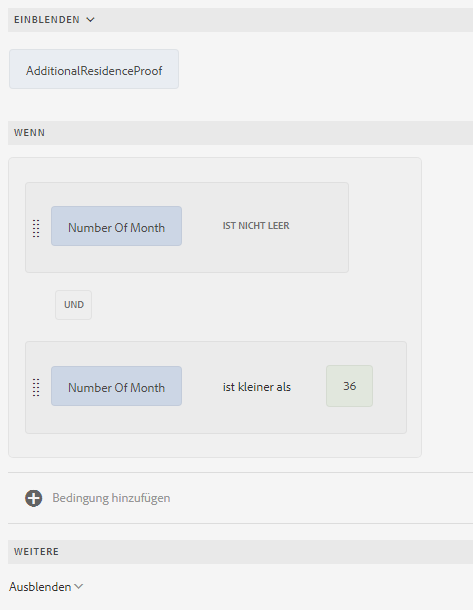 EINBLENDEN
AdditionalResidenceProof
WENN
Number Of Month IST NICHT LEER
UND
Number Of Month ist kleiner als 36
Bedingung hinzufügen
WEITERE
Ausblenden